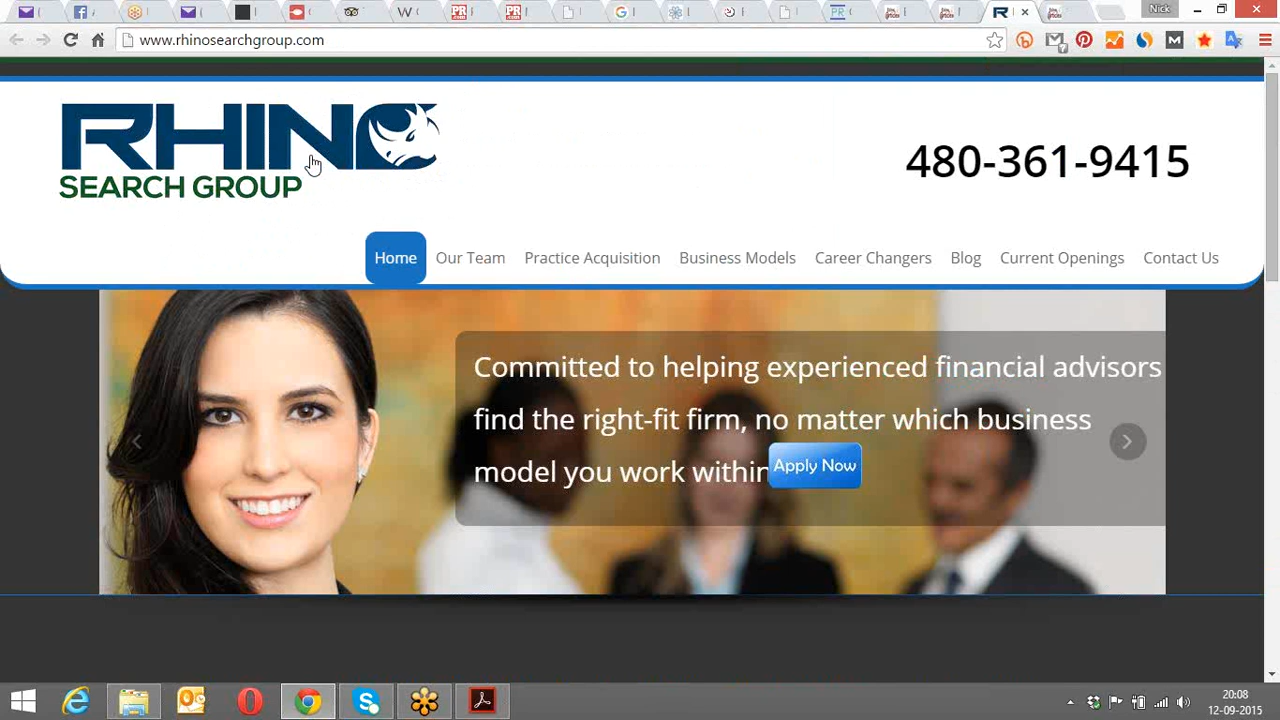 Nick
www.rhinosearchgroup.com
RHINO
SEARCH GROUP
480-361-9415
Home Our Team Practice Acquisition Business Models Career Changers Blog Current Openings Contact Us
Committed to helping experienced financial advisors
find the right-fit firm, no matter which business
model you work within
Apply Now
20:08
12-09-2015